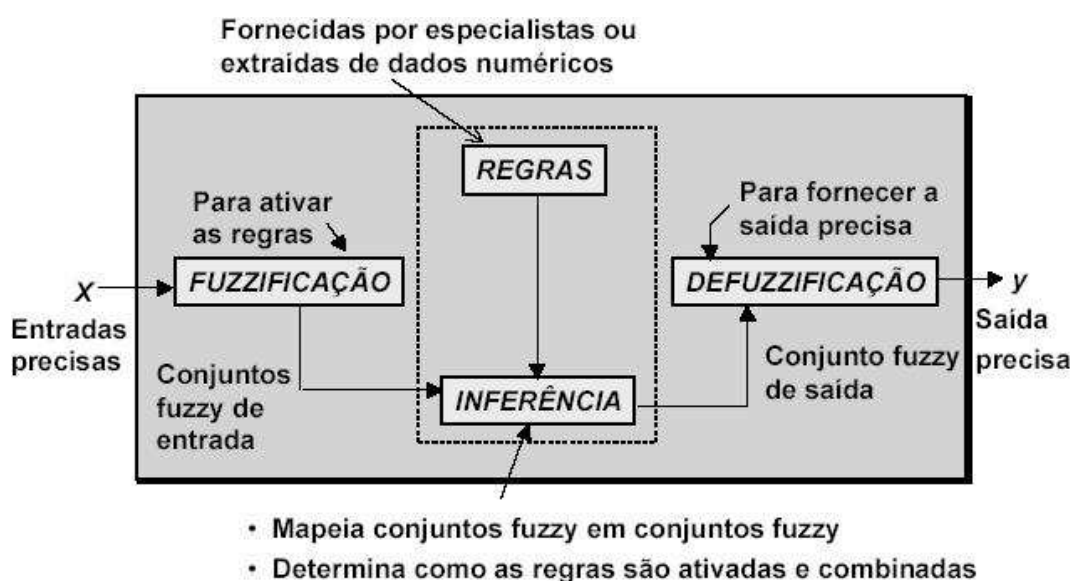 Fornecidas por especialistas ou
extraídas de dados numéricos
REGRAS
Para ativar
as regras
Para fornecer a
saída precisa
FUZZIFICAÇÃO
DEFUZZIFICAÇÃO
X
y
Entradas
precisas
Saída
precisa
Conjuntos
fuzzy de
entrada
INFERÊNCIA
Conjunto fuzzy
de saída
• Mapeia conjuntos fuzzy em conjuntos fuzzy
• Determina como as regras são ativadas e combinadas